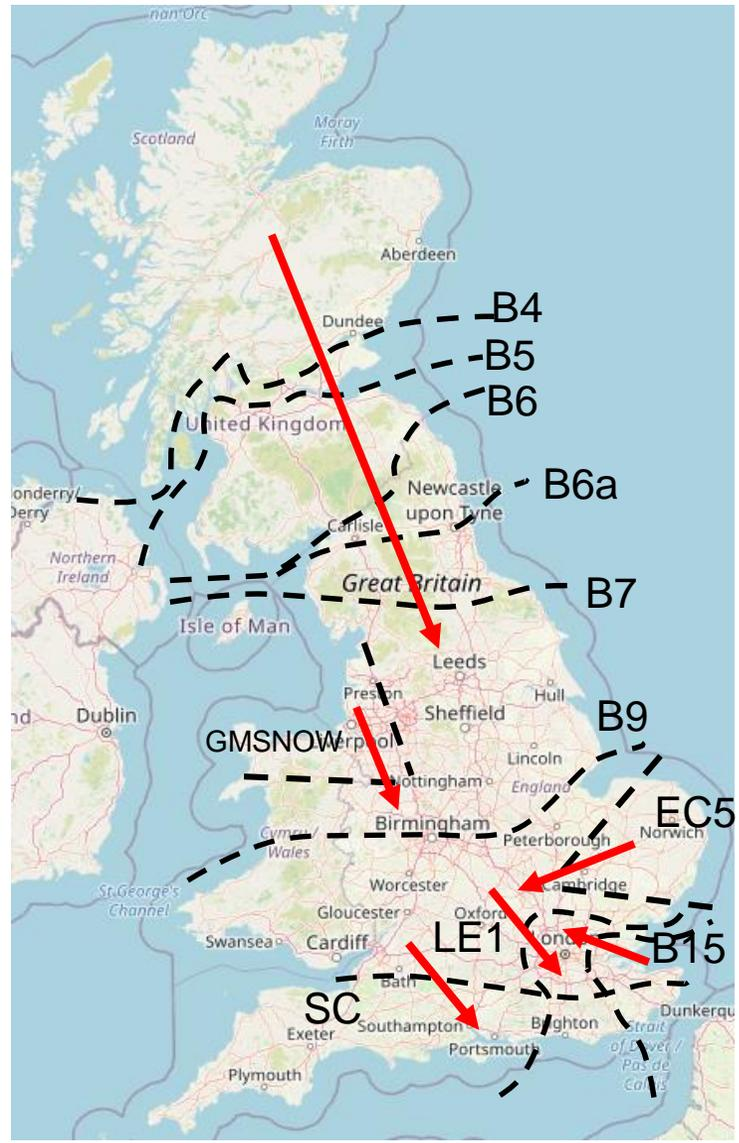 nan Orc
Scotland
Moray
Firth
Aberdeen
B4
Dundee
B5
B6
United Kingdom
B6a
Newcastle
upon Tyne
onderry/
Derry
Carlisle
Northern
Ireland
Great Britain
B7
Isle of Man
Leeds
Preston
Hull
nd
Dublin
Sheffield
B9
GMSNOW
Liverpool
Lincoln
Nottingham
England
EC5
Birmingham
Norwich
Cymru /
Wales
Peterborough
St George's
Channel
Worcester
Cambridge
Gloucester
Oxford
LE1
London
Swansea
Cardiff
B15
Bath
SC
Dunkerqu
Southampton
Brighton
Strait
of Dover /
Pas de
Calais
Exeter
Portsmouth
Plymouth